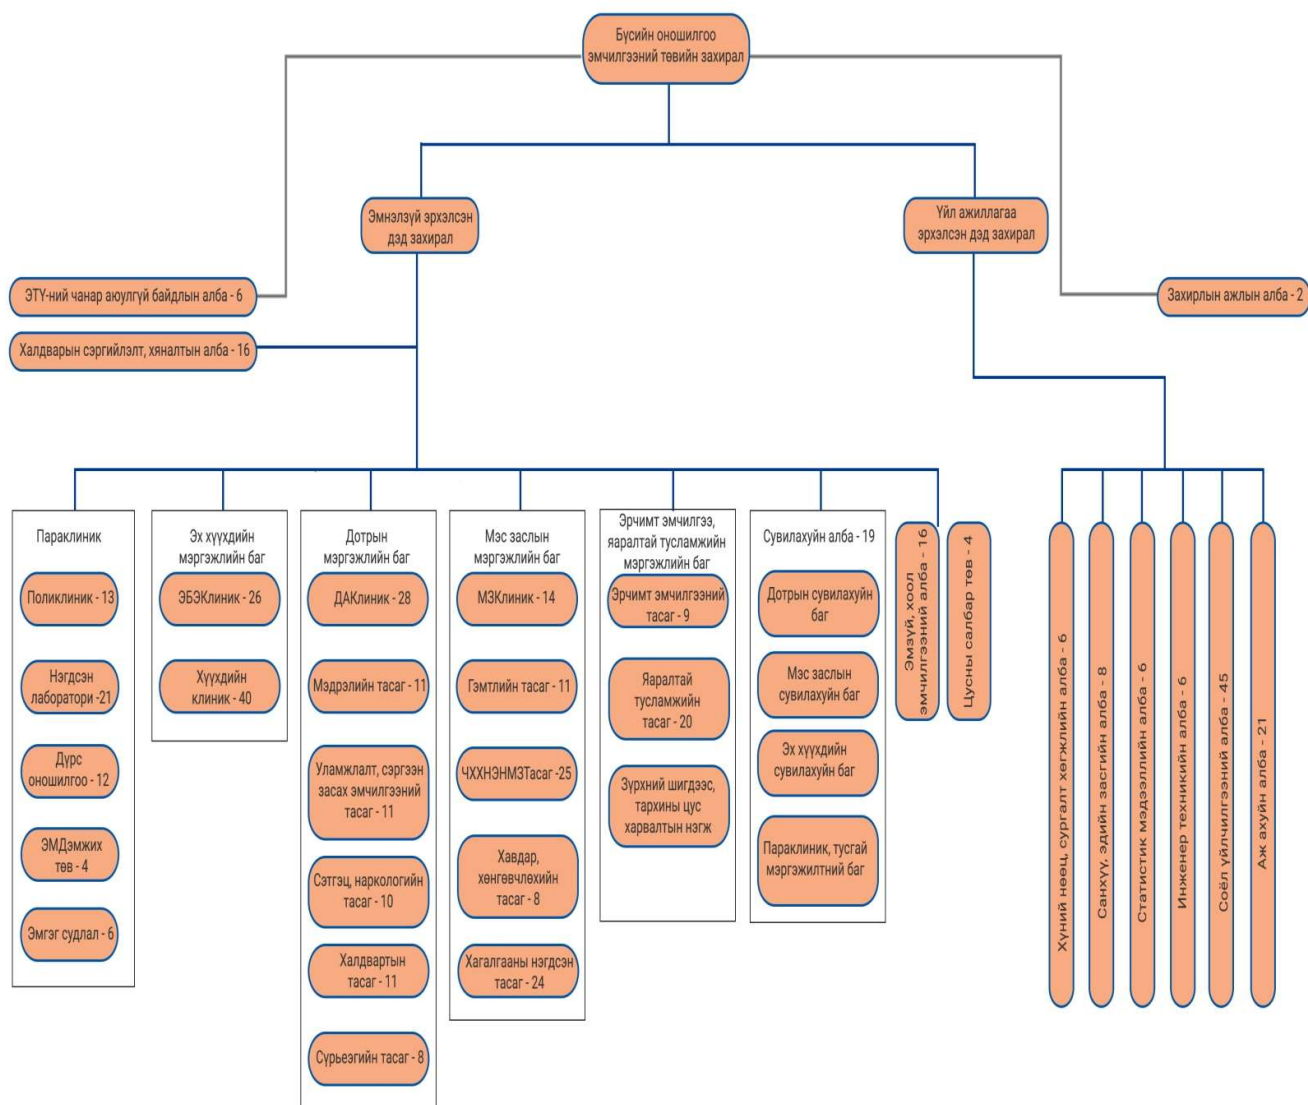 Бүсийн оношилгоо
эмчилгээний төвийн захирал
Эмнэлзүй эрхэлсэн
дэд захирал
Үйл ажиллагаа
эрхэлсэн дэд захирал
ЭТҮ-ний чанар аюулгүй байдлын алба - 6
Захирлын ажлын алба - 2
Халдварын сэргийлэлт, хяналтын алба - 16
Параклиник
Поликлиник - 13
Нэгдсэн
лаборатори -21
Дүрс
оношилгоо - 12
ЭМДэмжих
төв - 4
Эмгэг судлал - 6
Эх хүүхдийн
мэргэжлийн баг
ЭБЭКлиник - 26
Хүүхдийн
клиник - 40
Дотрын
мэргэжлийн баг
ДАКлиник - 28
Мэдрэлийн тасаг - 11
Уламжлалт, сэргээн
засах эмчилгээний
тасаг - 11
Сэтгэц, наркологийн
тасаг - 10
Халдвартын
тасаг - 11
Сүрьеэгийн тасаг - 8
Мэс заслын
мэргэжлийн баг
МЗКлиник - 14
Гэмтлийн тасаг - 11
ЧХХНЭНМЗТасаг -25
Хавдар,
хөнгөвчлөхийн
тасаг - 8
Хагалгааны нэгдсэн
тасаг - 24
Эрчимт эмчилгээ,
яаралтай тусламжийн
мэргэжлийн баг
Эрчимт эмчилгээний
тасаг - 9
Яаралтай
тусламжийн
тасаг - 20
Зүрхний шигдээс,
тархины цус
харвалтын нэгж
Сувилахуйн алба - 19
Дотрын сувилахуйн
баг
Мэс заслын
сувилахуйн баг
Эх хүүхдийн
сувилахуйн баг
Параклиник, тусгай
мэргэжилтний баг
Эмзүй, хоол
эмчилгээний алба - 16
Цусны салбар төв - 4
Хүний нөөц, сургалт хөгжлийн алба - 6
Санхүү, эдийн засгийн алба - 8
Статистик мэдээллийн алба - 6
Инженер техникийн алба - 6
Соёл үйлчилгээний алба - 45
Аж ахуйн алба - 21